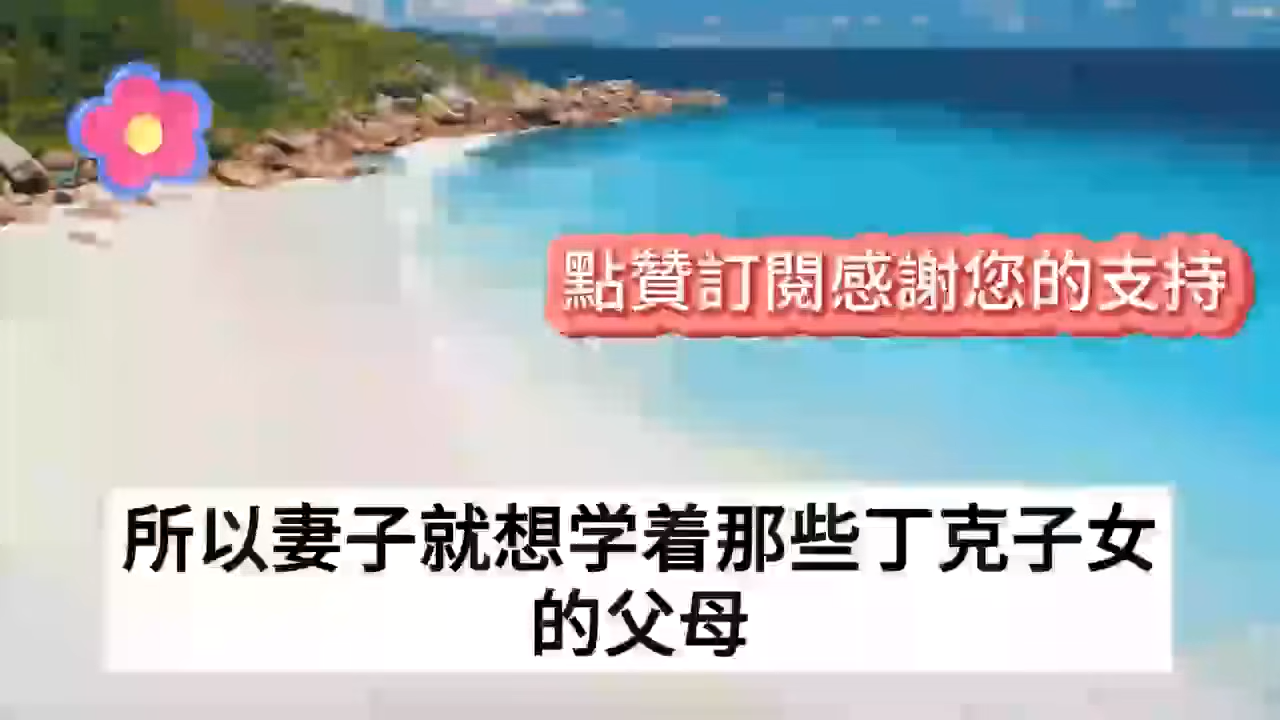 點贊訂閱感謝您的支持
所以妻子就想学着那些丁克子女
的父母